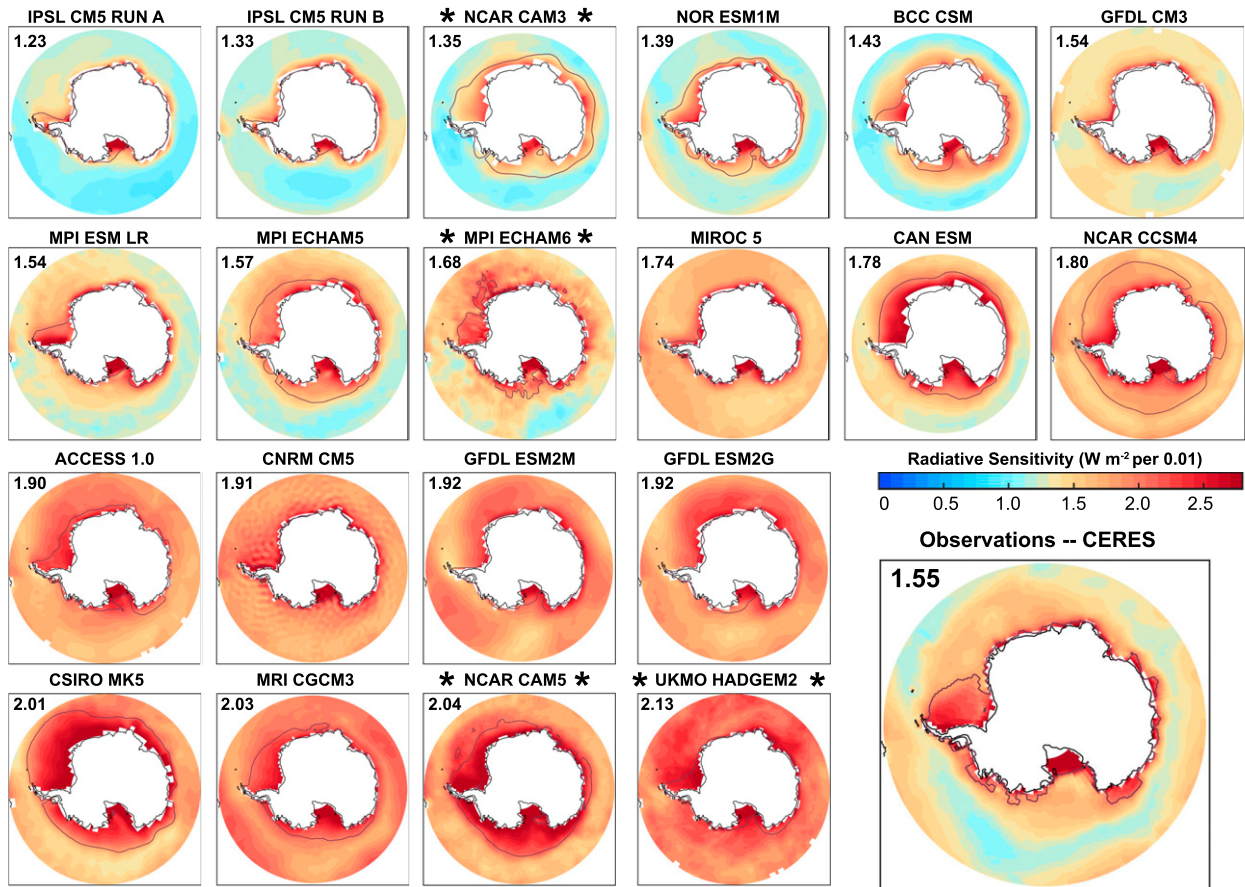 IPSL CM5 RUN A
IPSL CM5 RUN B
* NCAR CAM3 *
NOR ESM1M
BCC CSM
GFDL CM3
1.23
1.33
1.35
1.39
1.43
1.54
MPI ESM LR
MPI ECHAM5
* MPI ECHAM6 *
MIROC 5
CAN ESM
NCAR CCSM4
1.54
1.57
1.68
1.74
1.78
1.80
ACCESS 1.0
CNRM CM5
GFDL ESM2M
GFDL ESM2G
1.90
1.91
1.92
1.92
Radiative Sensitivity (W m⁻² per 0.01)
0 0.5 1.0 1.5 2.0 2.5
Observations -- CERES
1.55
CSIRO MK5
MRI CGCM3
* NCAR CAM5 *
* UKMO HADGEM2 *
2.01
2.03
2.04
2.13